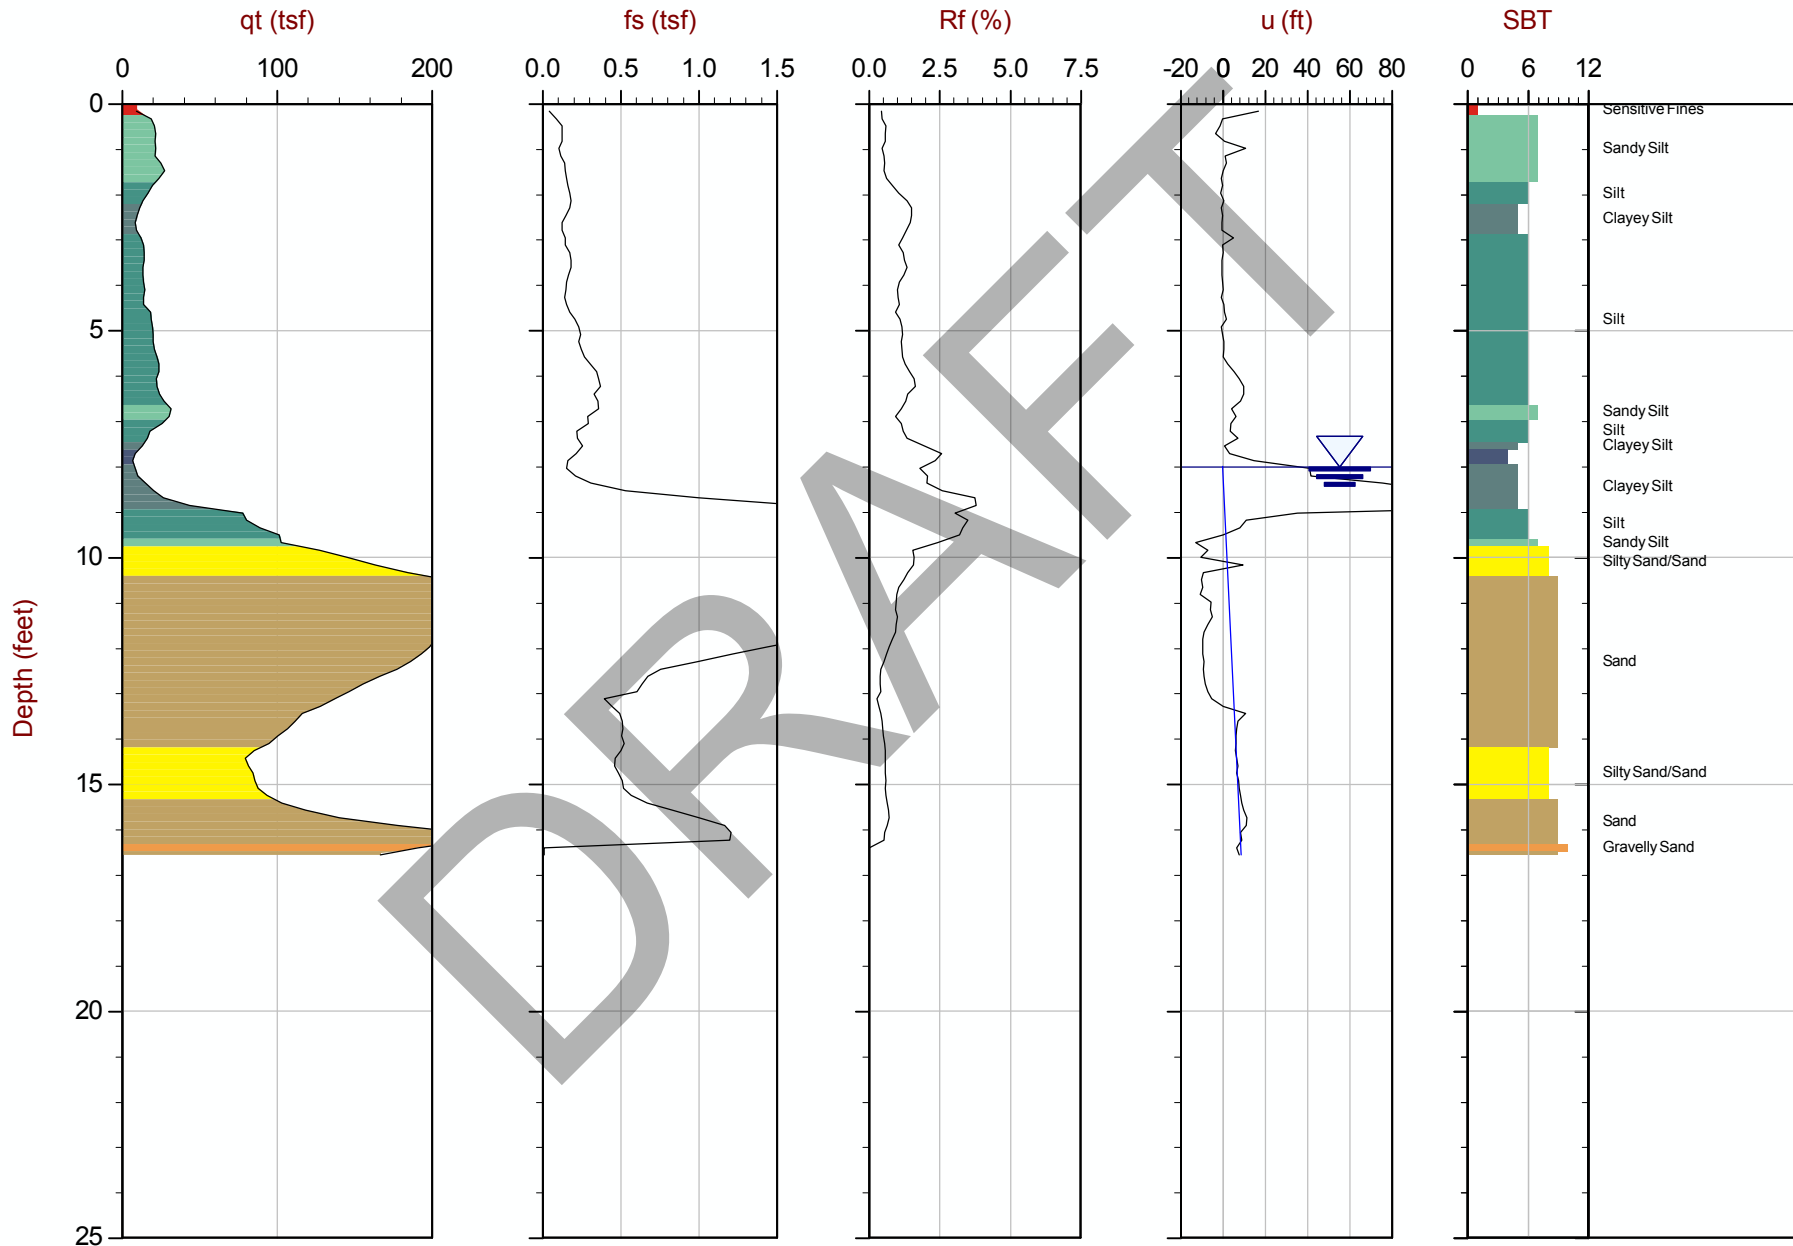 qt (tsf) fs (tsf) Rf (%) u (ft) SBT
0 100 200 0.0 0.5 1.0 1.5 0.0 2.5 5.0 7.5 -20 0 20 40 60 80 0 6 12
0
5
10
15
20
25
Depth (feet)
Sensitive Fines
Sandy Silt
Silt
Clayey Silt
Silt
Sandy Silt
Silt
Clayey Silt
Clayey Silt
Silt
Sandy Silt
Silty Sand/Sand
Sand
Silty Sand/Sand
Sand
Gravelly Sand
DRAFT